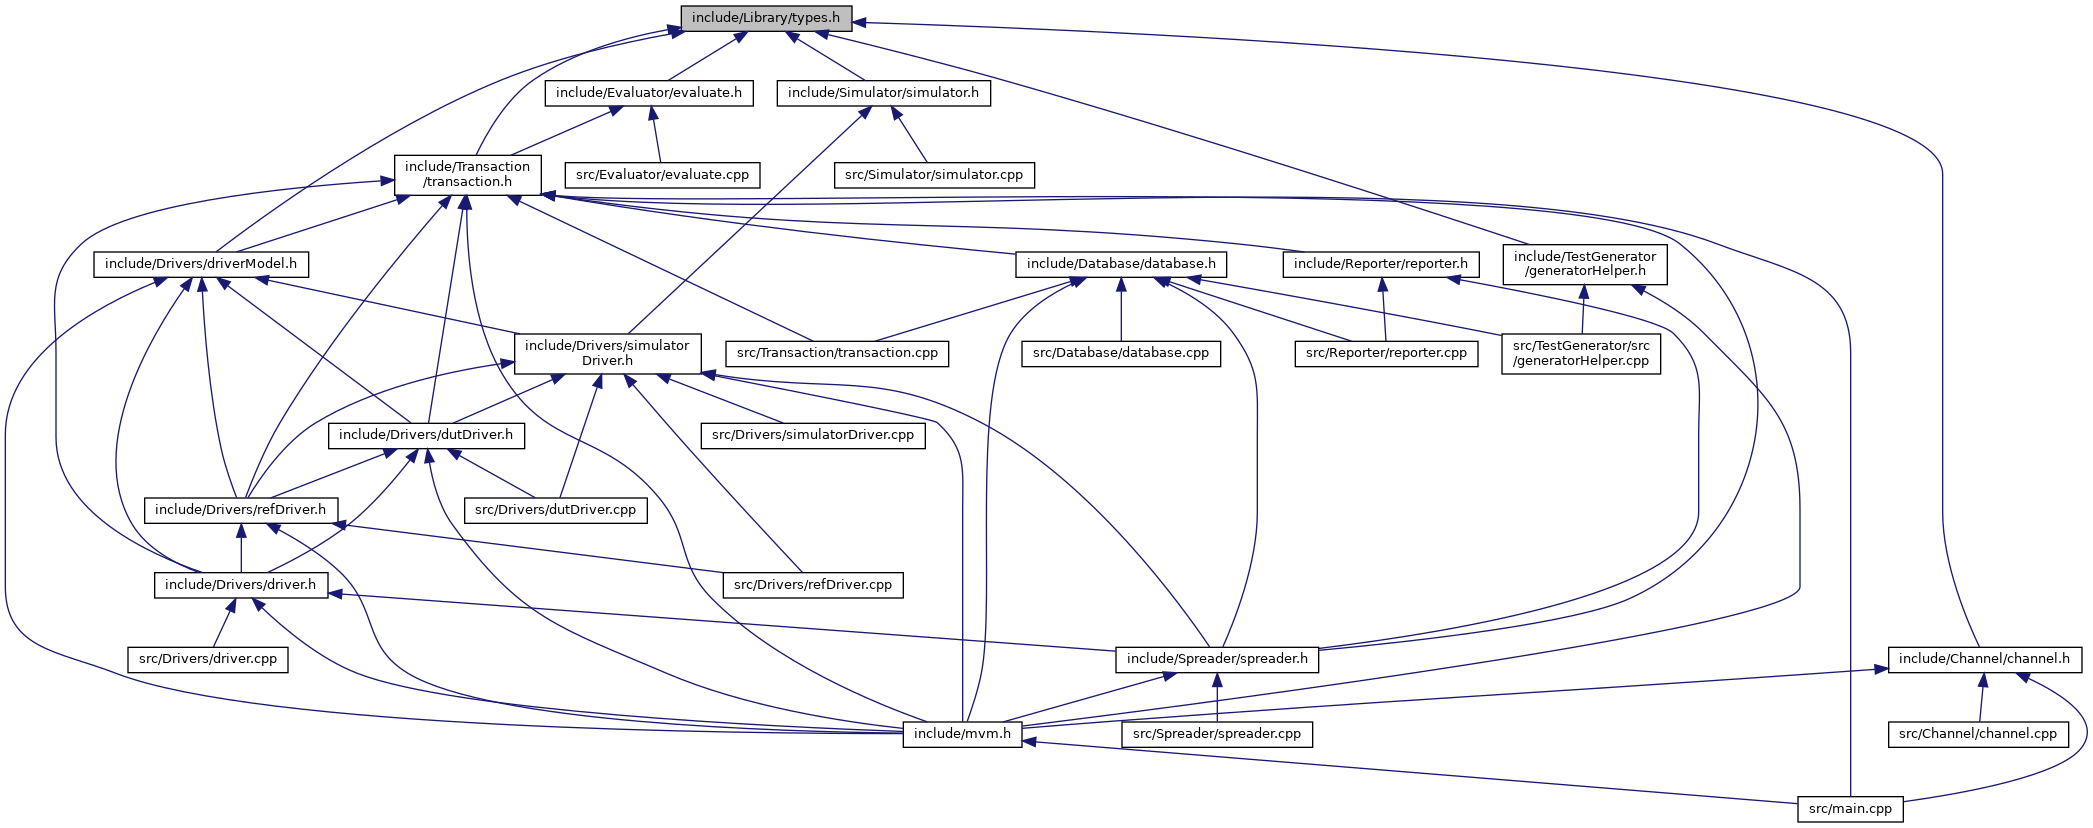 include/Library/types.h
include/Evaluator/evaluate.h
include/Simulator/simulator.h
include/Transaction
/transaction.h
src/Evaluator/evaluate.cpp
src/Simulator/simulator.cpp
include/Drivers/driverModel.h
include/Database/database.h
include/Reporter/reporter.h
include/TestGenerator
/generatorHelper.h
include/Drivers/simulator
Driver.h
src/Transaction/transaction.cpp
src/Database/database.cpp
src/Reporter/reporter.cpp
src/TestGenerator/src
/generatorHelper.cpp
include/Drivers/dutDriver.h
src/Drivers/simulatorDriver.cpp
include/Drivers/refDriver.h
src/Drivers/dutDriver.cpp
include/Drivers/driver.h
src/Drivers/refDriver.cpp
src/Drivers/driver.cpp
include/Spreader/spreader.h
include/Channel/channel.h
include/mvm.h
src/Spreader/spreader.cpp
src/Channel/channel.cpp
src/main.cpp